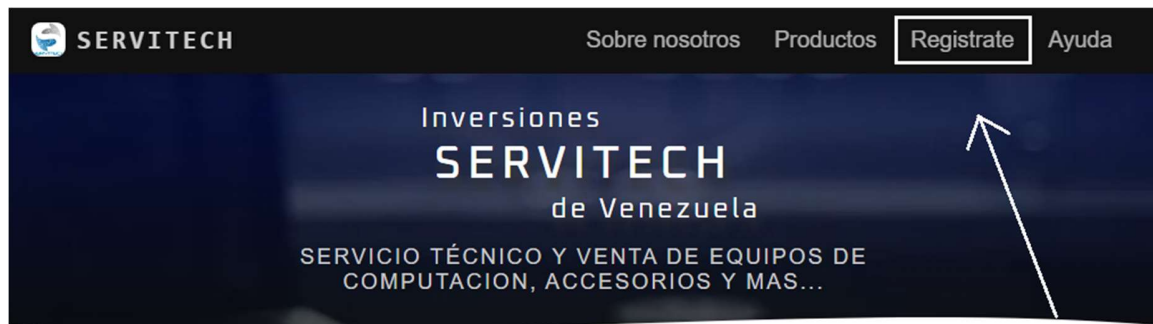 SERVITECH
Sobre nosotros Productos Registrate Ayuda
Inversiones
SERVITECH
de Venezuela
SERVICIO TÉCNICO Y VENTA DE EQUIPOS DE
COMPUTACION, ACCESORIOS Y MAS...